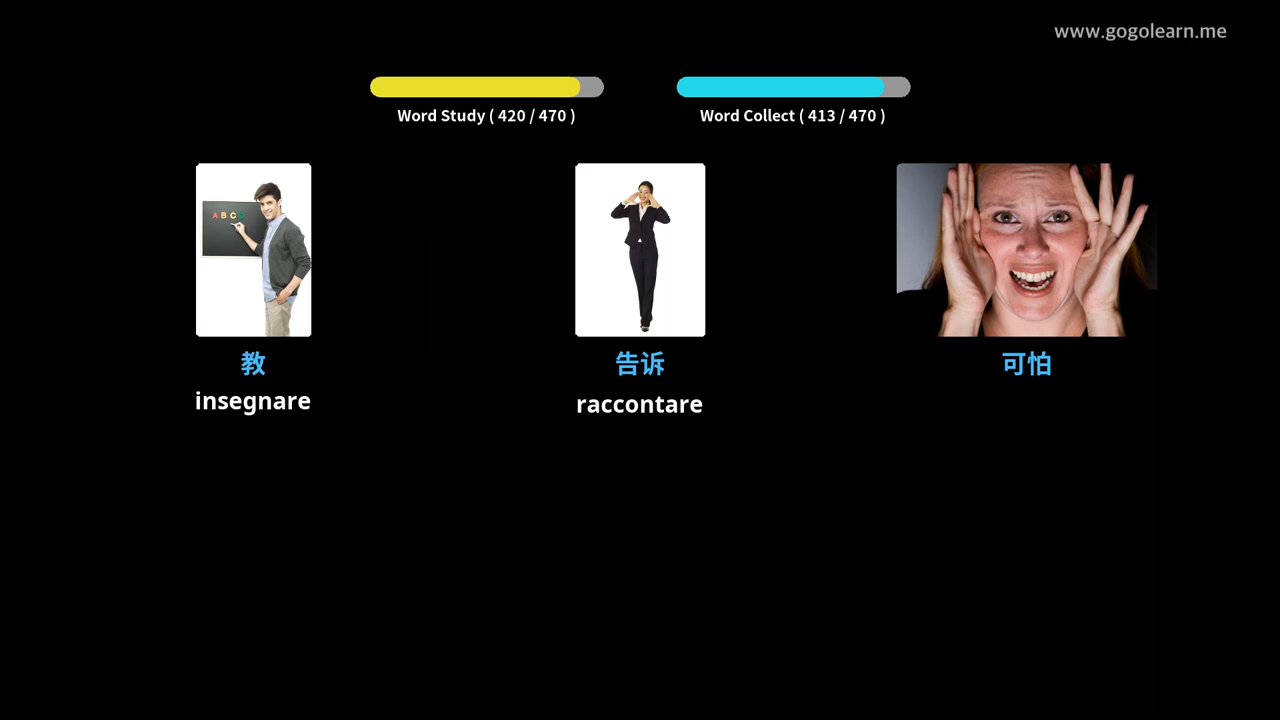 www.gogolearn.me
Word Study ( 420 / 470 )
Word Collect ( 413 / 470 )
A B C D
教
告诉
可怕
insegnare
raccontare